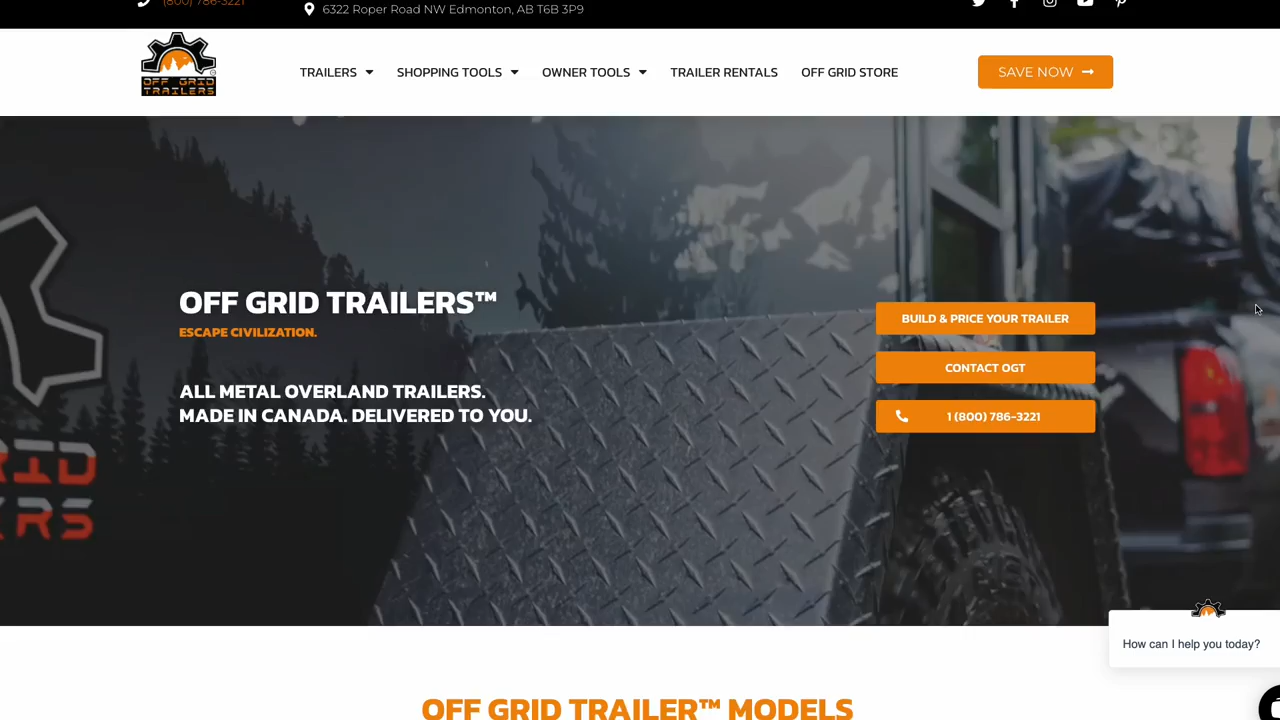 (800) 786-3221
6322 Roper Road NW Edmonton, AB T6B 3P9
OFF GRID
TRAILERS
TRAILERS
SHOPPING TOOLS
OWNER TOOLS
TRAILER RENTALS
OFF GRID STORE
SAVE NOW
OFF GRID TRAILERS™
ESCAPE CIVILIZATION.
ALL METAL OVERLAND TRAILERS.
MADE IN CANADA. DELIVERED TO YOU.
BUILD & PRICE YOUR TRAILER
CONTACT OGT
1 (800) 786-3221
How can I help you today?
OFF GRID TRAILER™ MODELS